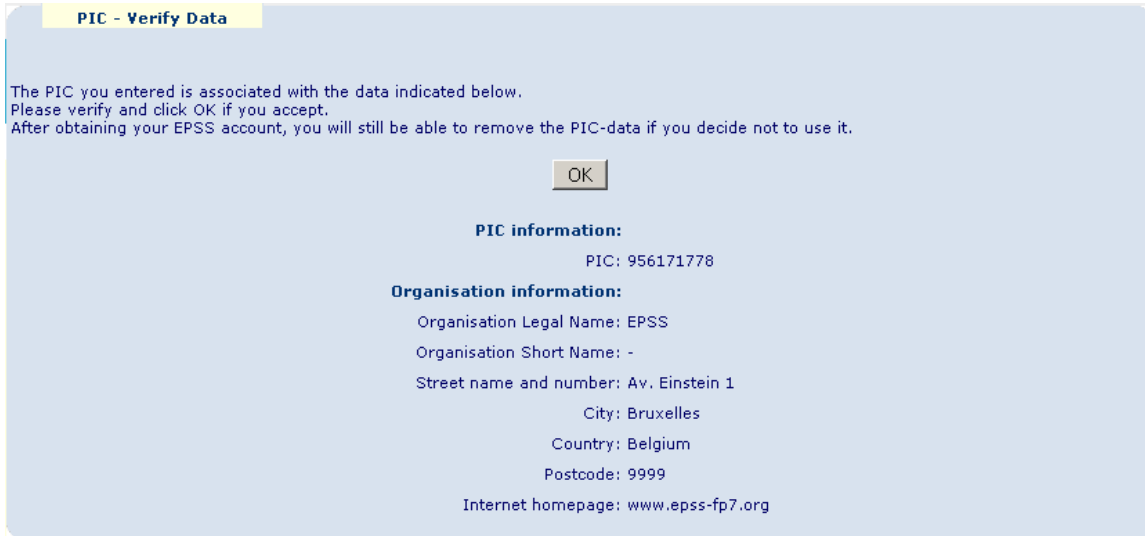 PIC - Verify Data
The PIC you entered is associated with the data indicated below.
Please verify and click OK if you accept.
After obtaining your EPSS account, you will still be able to remove the PIC-data if you decide not to use it.
OK
PIC information:
PIC: 956171778
Organisation information:
Organisation Legal Name: EPSS
Organisation Short Name: -
Street name and number: Av. Einstein 1
City: Bruxelles
Country: Belgium
Postcode: 9999
Internet homepage: www.epss-fp7.org